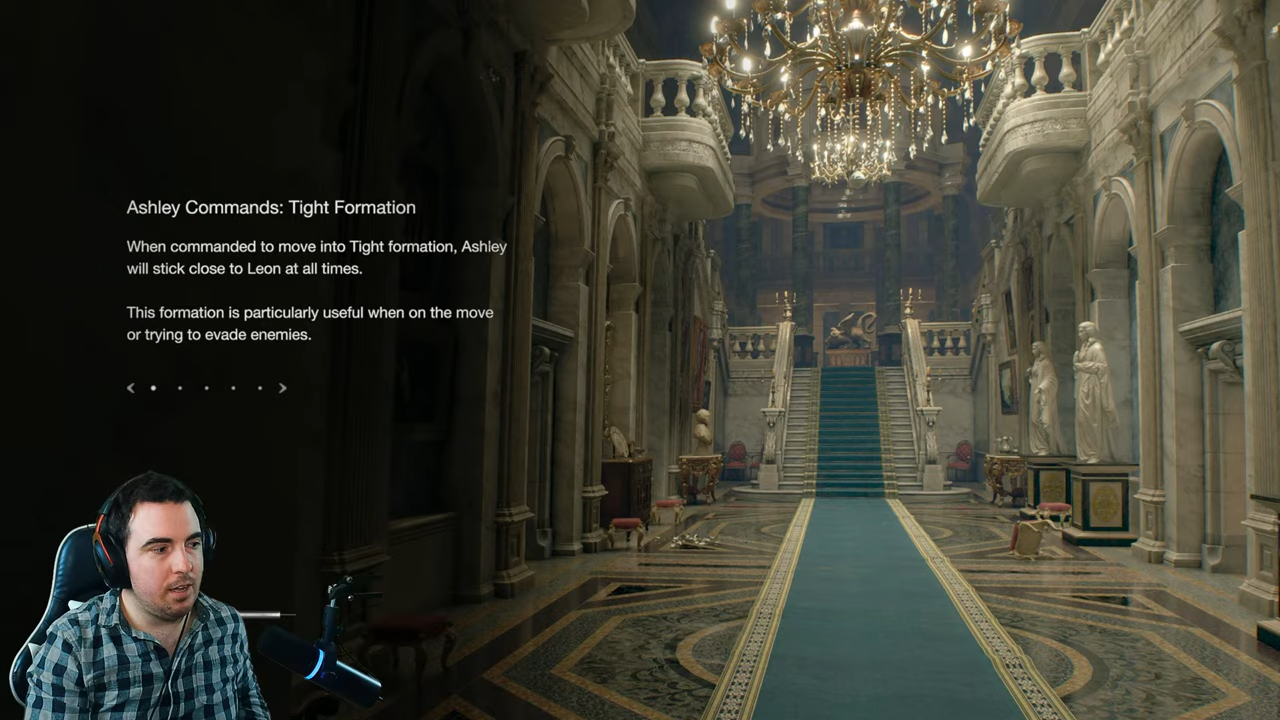 Ashley Commands: Tight Formation
When commanded to move into Tight formation, Ashley
will stick close to Leon at all times.
This formation is particularly useful when on the move
or trying to evade enemies.